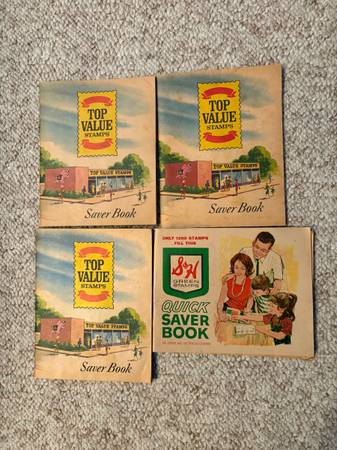 TOP
VALUE
STAMPS
TOP VALUE STAMPS
Saver Book
TOP
VALUE
STAMPS
TOP VALUE STAMPS
Saver Book
TOP
VALUE
STAMPS
TOP VALUE STAMPS
Saver Book
ONLY 1200 STAMPS
FILL THIS
S&H
GREEN
STAMPS
QUICK
SAVER
BOOK